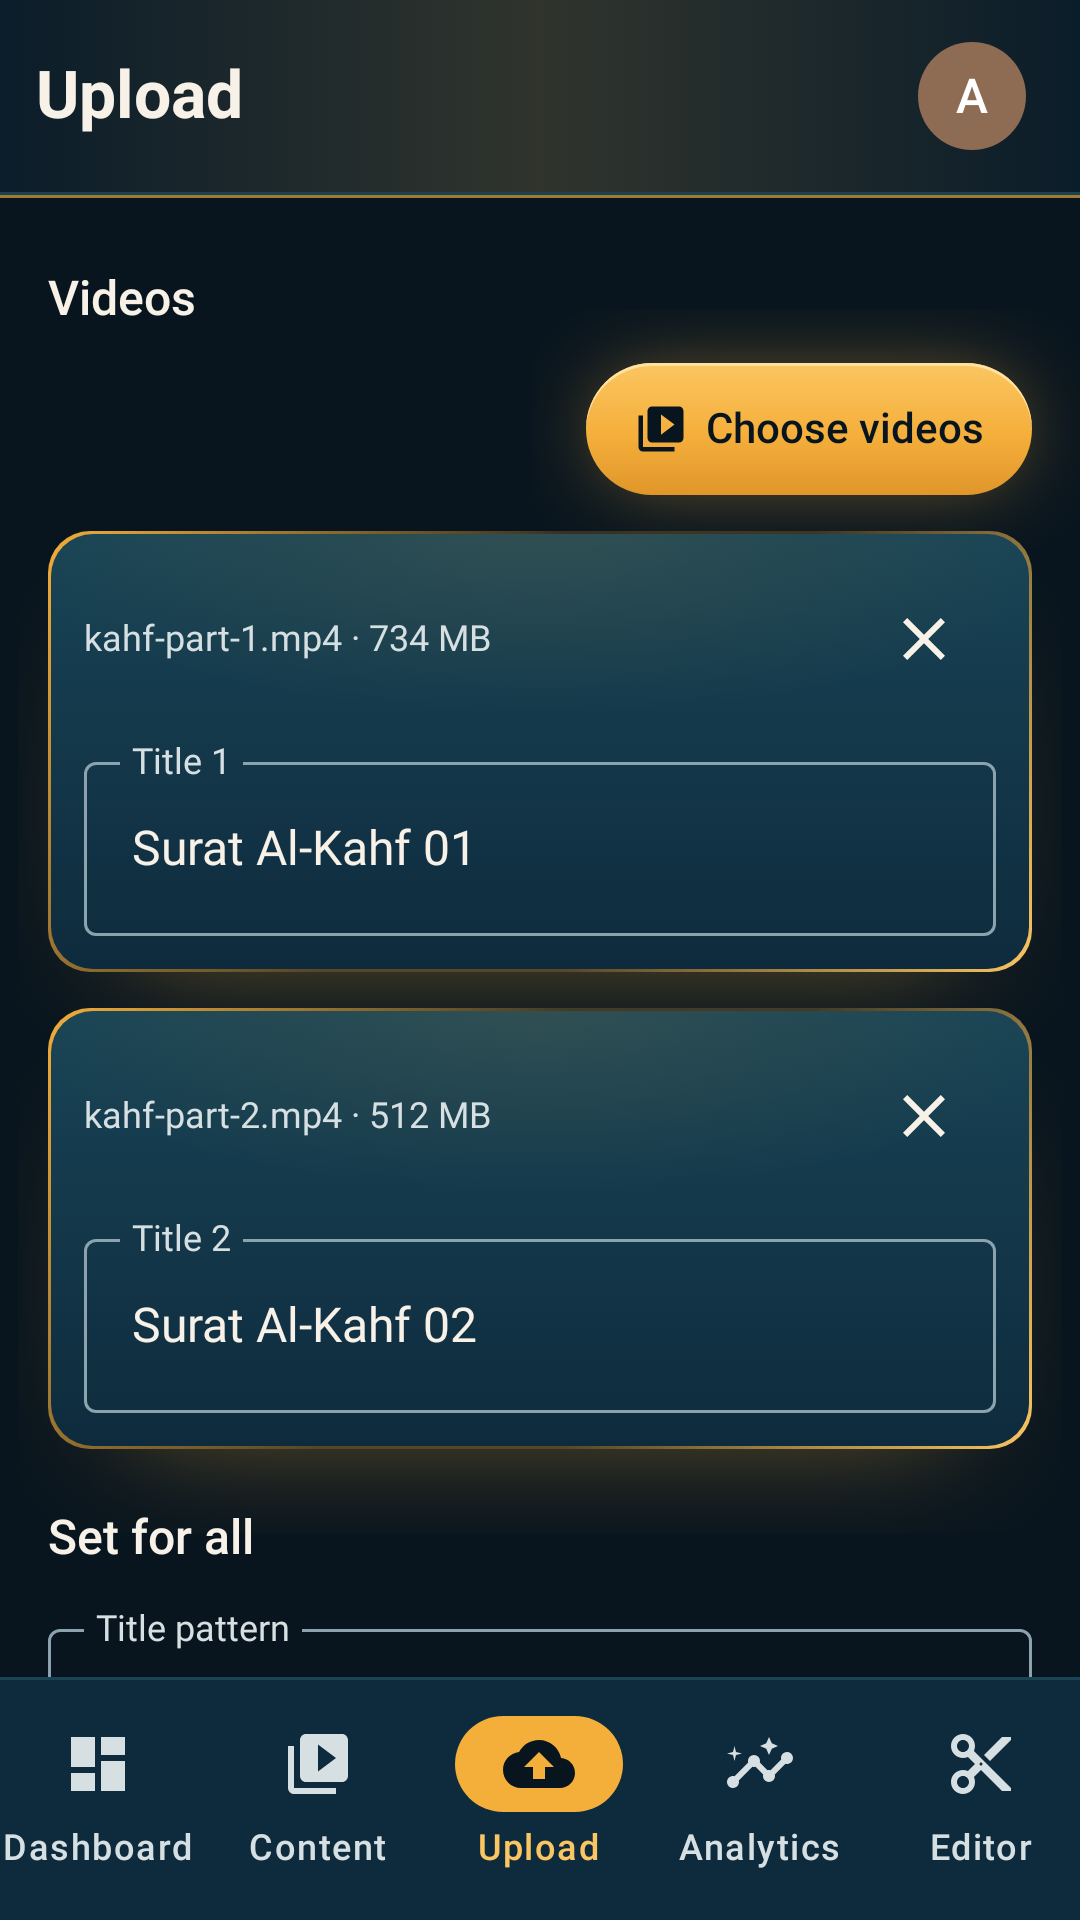 Upload
A
Videos
Choose videos
kahf-part-1.mp4 · 734 MB
Title 1
Surat Al-Kahf 01
kahf-part-2.mp4 · 512 MB
Title 2
Surat Al-Kahf 02
Set for all
Title pattern
Dashboard Content Upload Analytics Editor